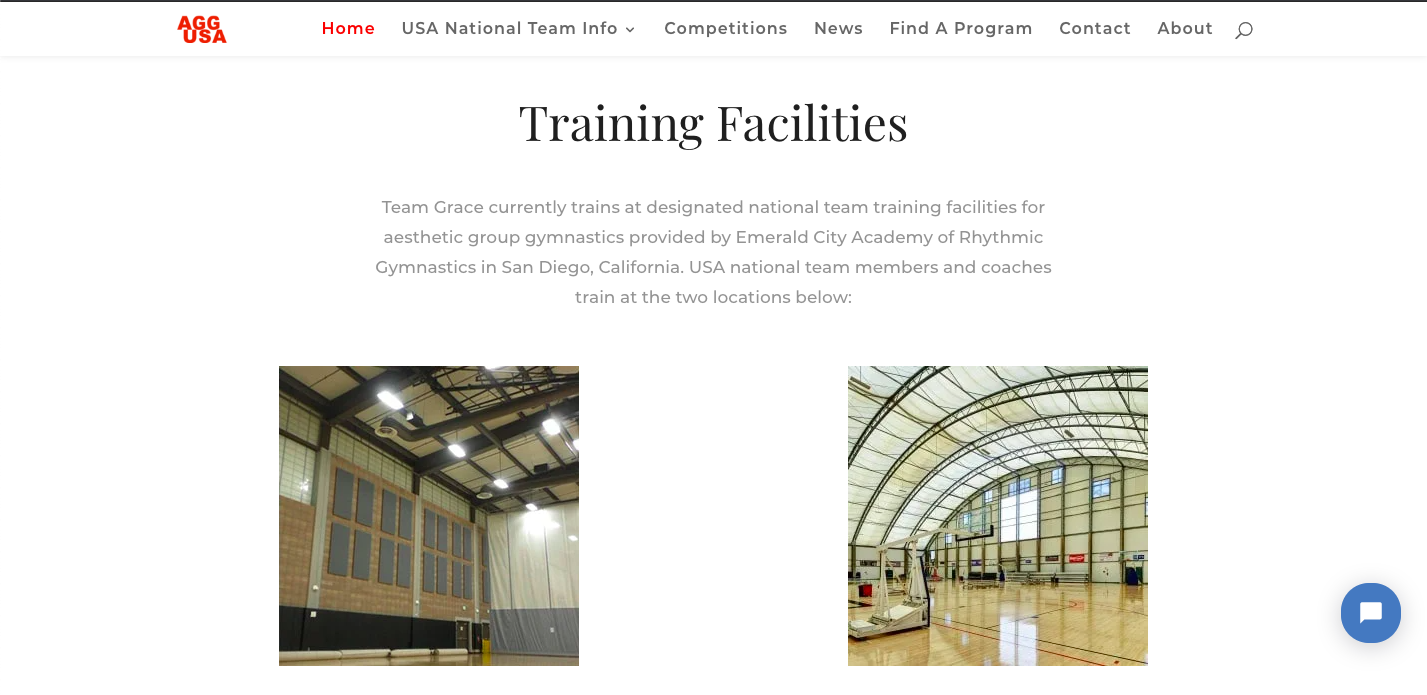 AGG
USA
Home USA National Team Info Competitions News Find A Program Contact About
Training Facilities
Team Grace currently trains at designated national team training facilities for
aesthetic group gymnastics provided by Emerald City Academy of Rhythmic
Gymnastics in San Diego, California. USA national team members and coaches
train at the two locations below: